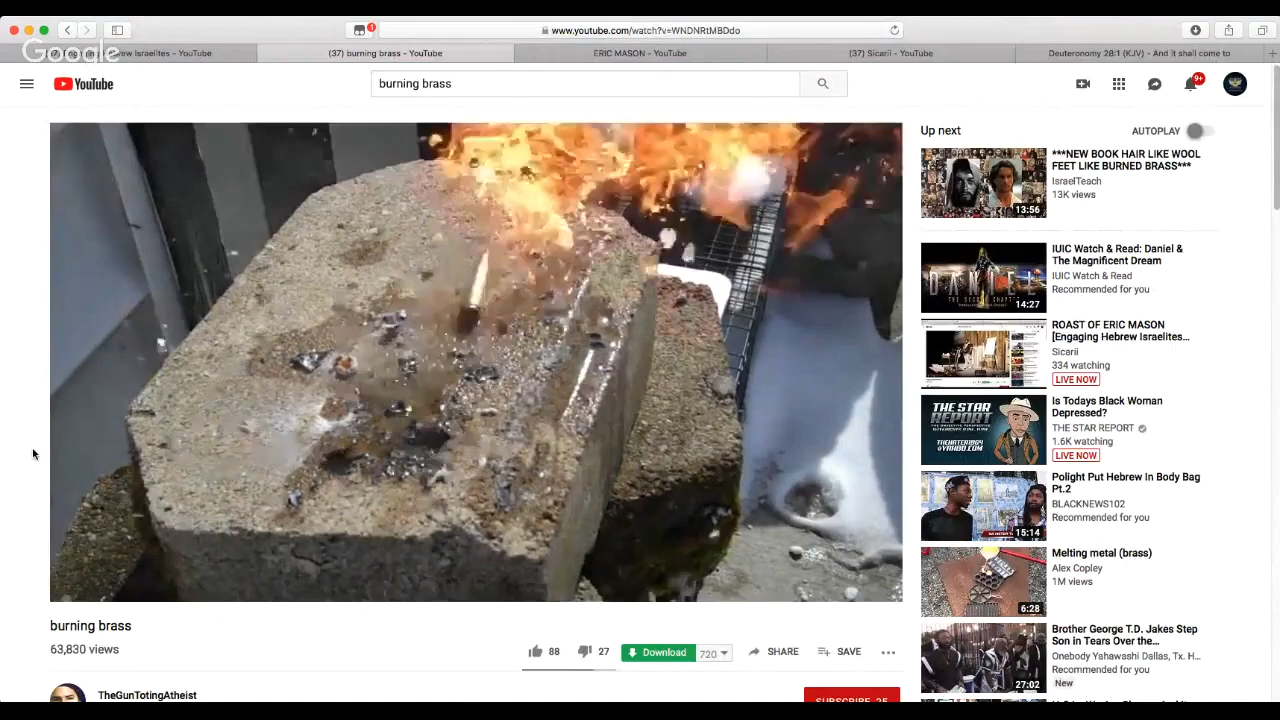 www.youtube.com/watch?v=WNDNRtMBDdo
Google
(37) burning brass - YouTube
ERIC MASON - YouTube
(37) Sicarii - YouTube
Deuteronomy 28:1 (KJV) - And it shall come to
YouTube
burning brass
9+
Up next
AUTOPLAY
***NEW BOOK HAIR LIKE WOOL
FEET LIKE BURNED BRASS***
IsraelTeach
13K views
13:56
IUIC Watch & Read: Daniel &
The Magnificent Dream
IUIC Watch & Read
Recommended for you
DANIEL
14:27
ROAST OF ERIC MASON
[Engaging Hebrew Israelites...
Sicarii
334 watching
LIVE NOW
THE STAR
REPORT
Is Todays Black Woman
Depressed?
THE STAR REPORT
1.6K watching
LIVE NOW
Polight Put Hebrew In Body Bag
Pt.2
BLACKNEWS102
Recommended for you
15:14
Melting metal (brass)
Alex Copley
1M views
6:28
Brother George T.D. Jakes Step
Son in Tears Over the...
Onebody Yahawashi Dallas, Tx. H...
Recommended for you
New
27:02
burning brass
63,830 views
88
27
Download
720
SHARE
SAVE
TheGunTotingAtheist
SUBSCRIBE 25